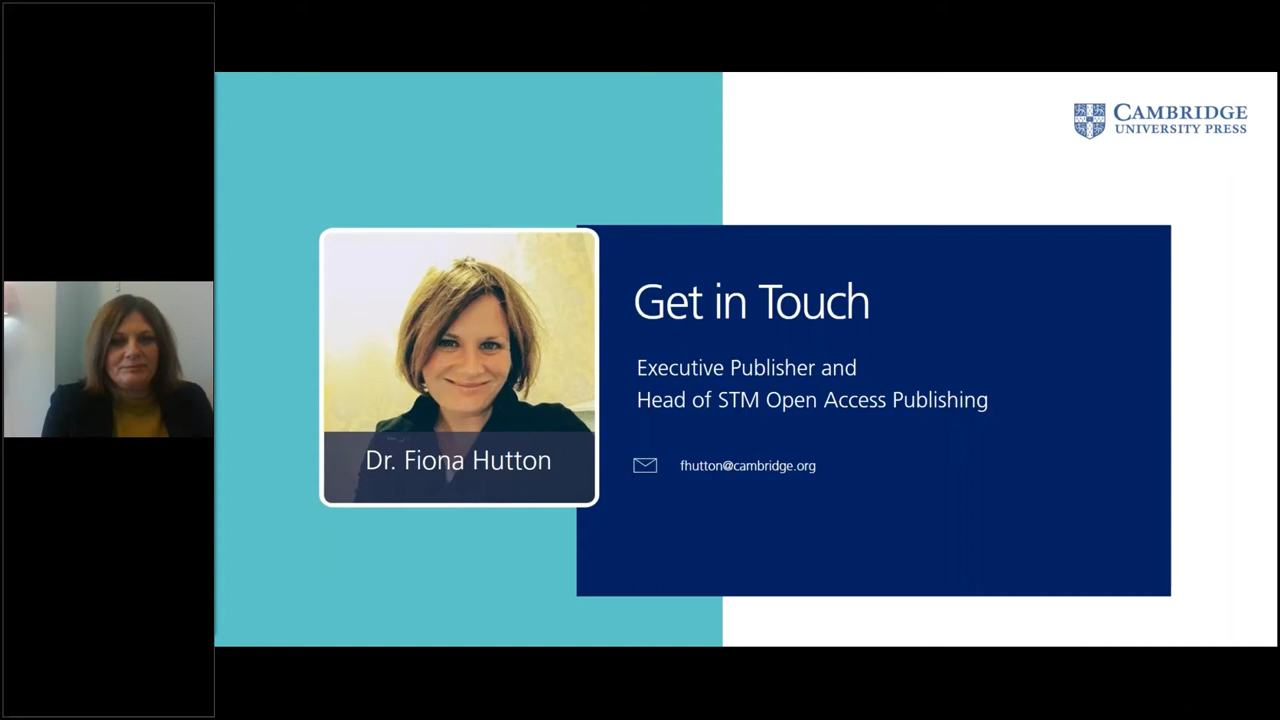 CAMBRIDGE
UNIVERSITY PRESS
Get in Touch
Executive Publisher and
Head of STM Open Access Publishing
Dr. Fiona Hutton
fhutton@cambridge.org